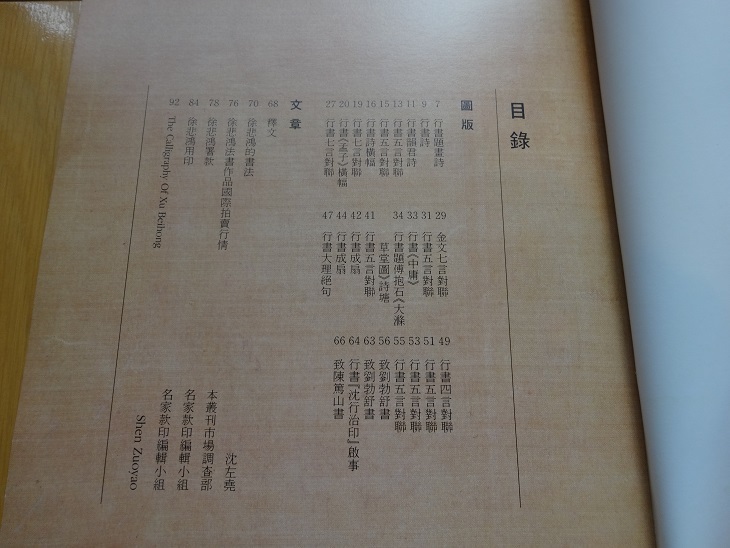 目錄
圖版
7 行書題畫詩
9 行書詩
11 行書韻君詩
13 行書五言對聯
15 行書五言對聯
16 行書詩橫幅
19 行書七言對聯
20 行書《孟子》橫幅
27 行書七言對聯
29 金文七言對聯
31 行書五言對聯
33 行書《中庸》
34 行書題傅抱石《大滌
草堂圖》詩塘
41 行書五言對聯
42 行書成扇
44 行書成扇
47 行書大理絕句
49 行書四言對聯
51 行書五言對聯
53 行書五言對聯
55 行書五言對聯
56 致劉勃舒書
63 致劉勃舒書
64 行書『沈行治印』啟事
66 致陳篤山書
文章
68 釋文
70 徐悲鴻的書法 沈左堯
76 徐悲鴻法書作品國際拍賣行情 本叢刊市場調查部
78 徐悲鴻署款 名家款印編輯小組
84 徐悲鴻用印 名家款印編輯小組
92 The Calligraphy Of Xu Beihong Shen Zuoyao